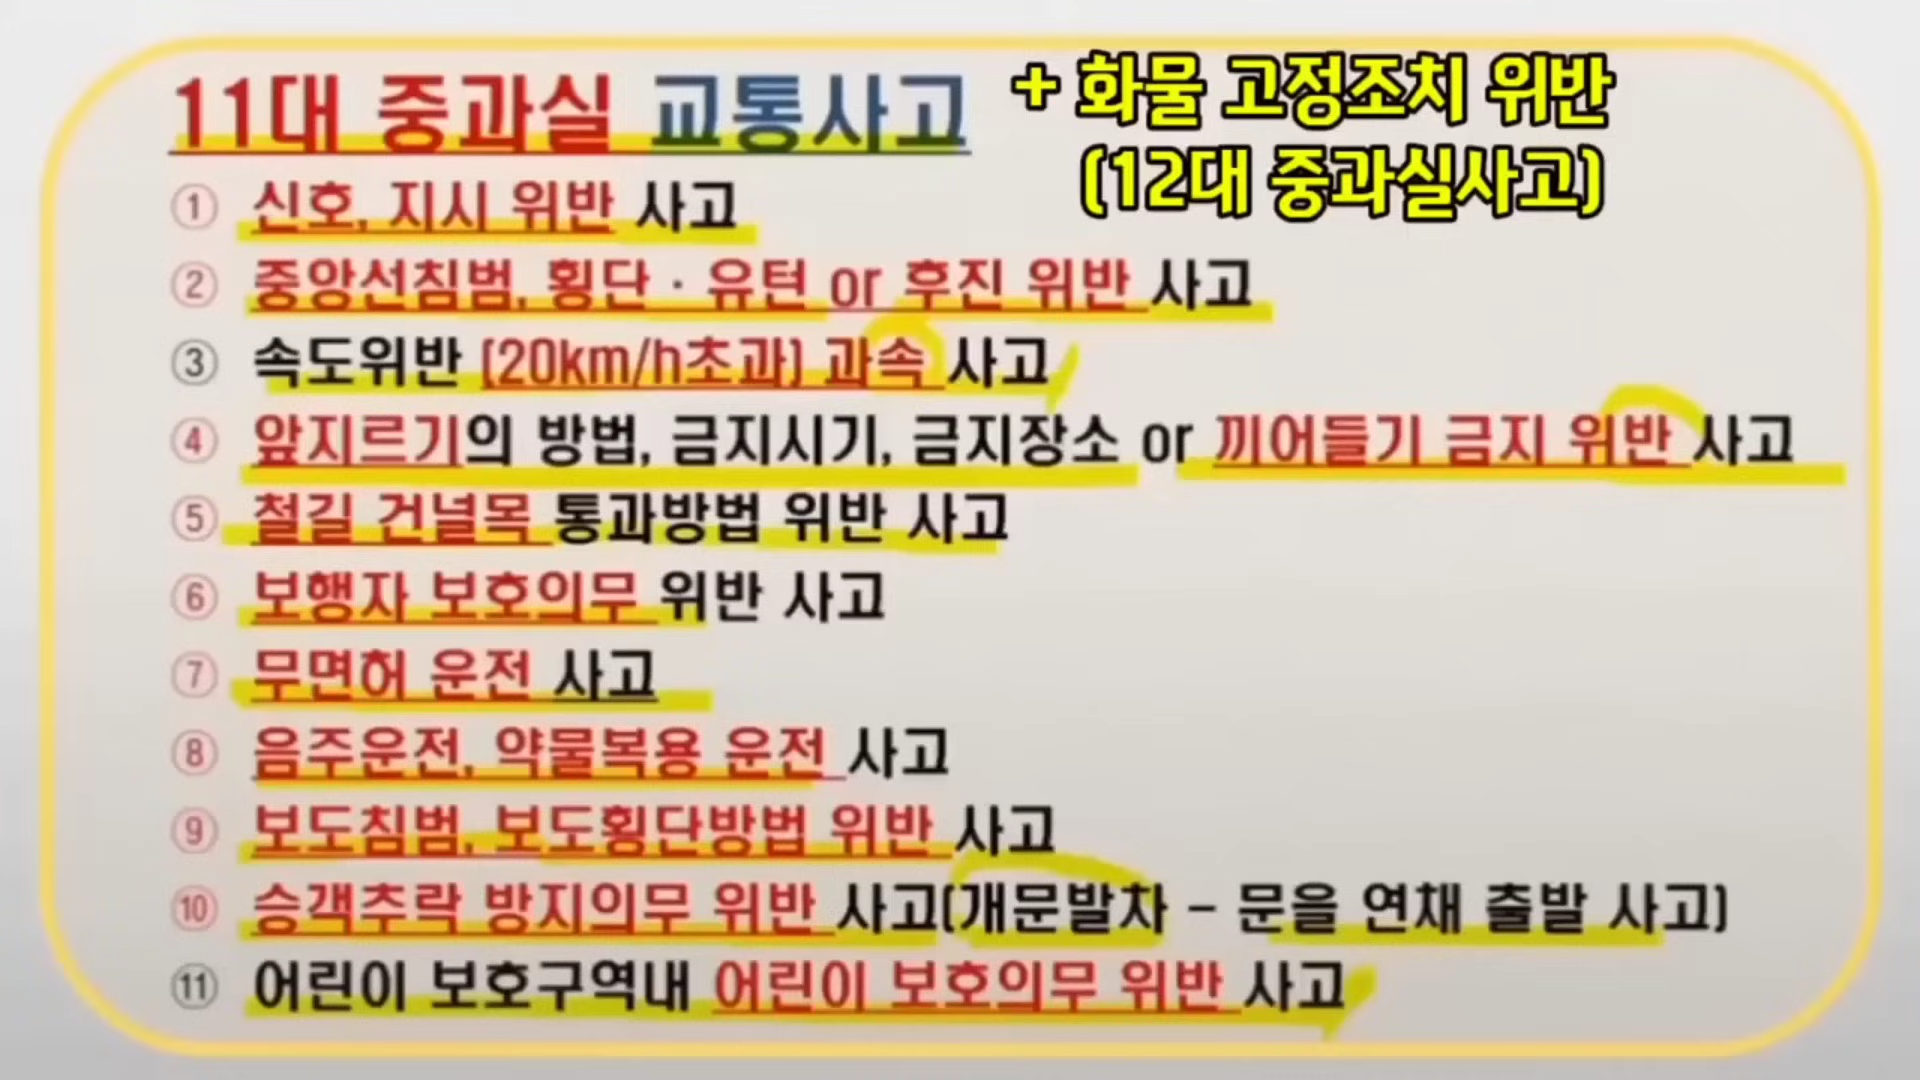 11대 중과실 교통사고 + 화물 고정조치 위반
(12대 중과실사고)
① 신호, 지시 위반 사고
② 중앙선침범, 횡단 · 유턴 or 후진 위반 사고
③ 속도위반 (20km/h초과) 과속 사고
④ 앞지르기의 방법, 금지시기, 금지장소 or 끼어들기 금지 위반 사고
⑤ 철길 건널목 통과방법 위반 사고
⑥ 보행자 보호의무 위반 사고
⑦ 무면허 운전 사고
⑧ 음주운전, 약물복용 운전 사고
⑨ 보도침범, 보도횡단방법 위반 사고
⑩ 승객추락 방지의무 위반 사고(개문발차 - 문을 연채 출발 사고)
⑪ 어린이 보호구역내 어린이 보호의무 위반 사고